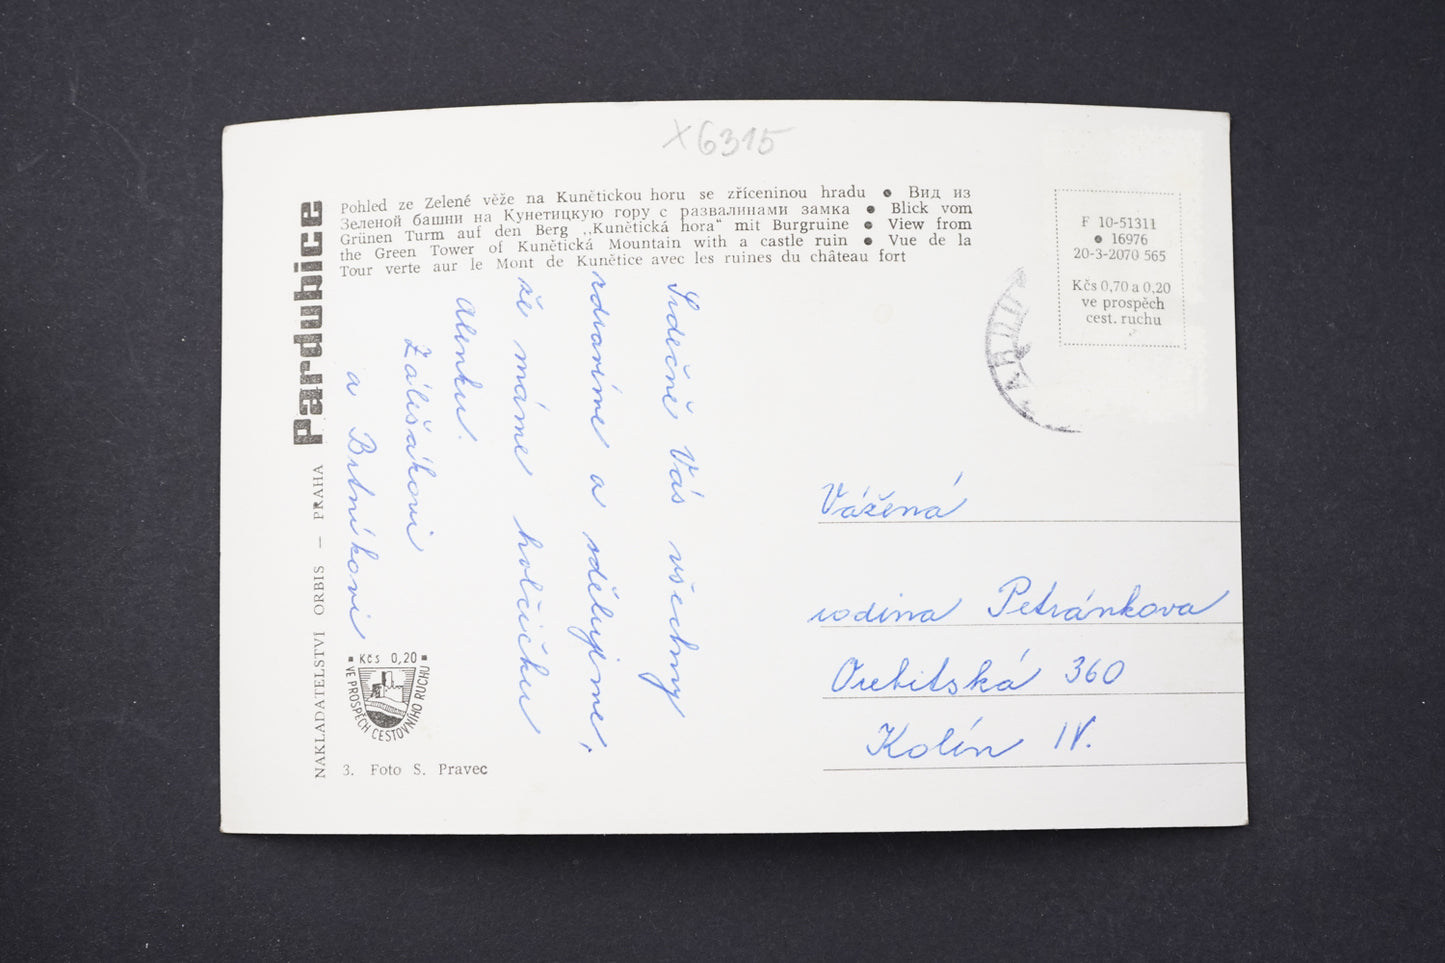 x6315
Pohled ze Zelené věže na Kunětickou horu se zříceninou hradu ● Вид из
Зеленой башни на Кунетицкую гору с развалинами замка ● Blick vom
Grünen Turm auf den Berg „Kunětická hora“ mit Burgruine ● View from
the Green Tower of Kunětická Mountain with a castle ruin ● Vue de la
Tour verte aur le Mont de Kunětice avec les ruines du château fort
Pardubice
NAKLADATELSTVÍ ORBIS — PRAHA
Srdečně Vás všechny
zdravíme a sdělujeme,
že máme holčičku
Alenku.
Zálišákovi
a Brtníkovi
Kčs 0,20
VE PROSPĚCH CESTOVNÍHO RUCHU
3. Foto S. Pravec
F 10-51311
● 16976
20-3-2070 565
Kčs 0,70 a 0,20
ve prospěch
cest. ruchu
Vážená
rodina Petránkova
Orebitská 360
Kolín IV.